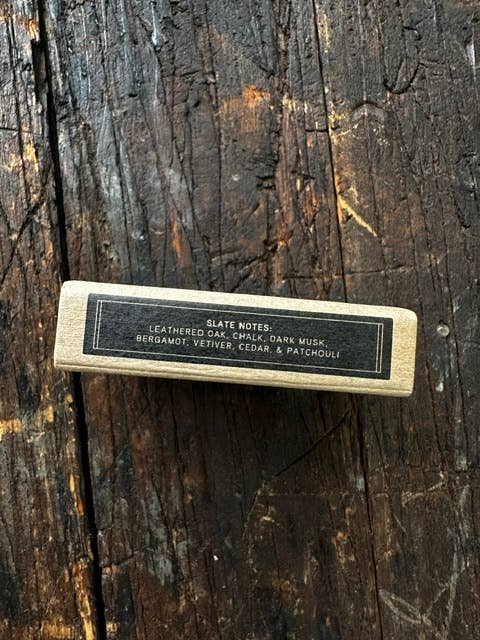 SLATE NOTES:
LEATHERED OAK, CHALK, DARK MUSK,
BERGAMOT, VETIVER, CEDAR, & PATCHOULI